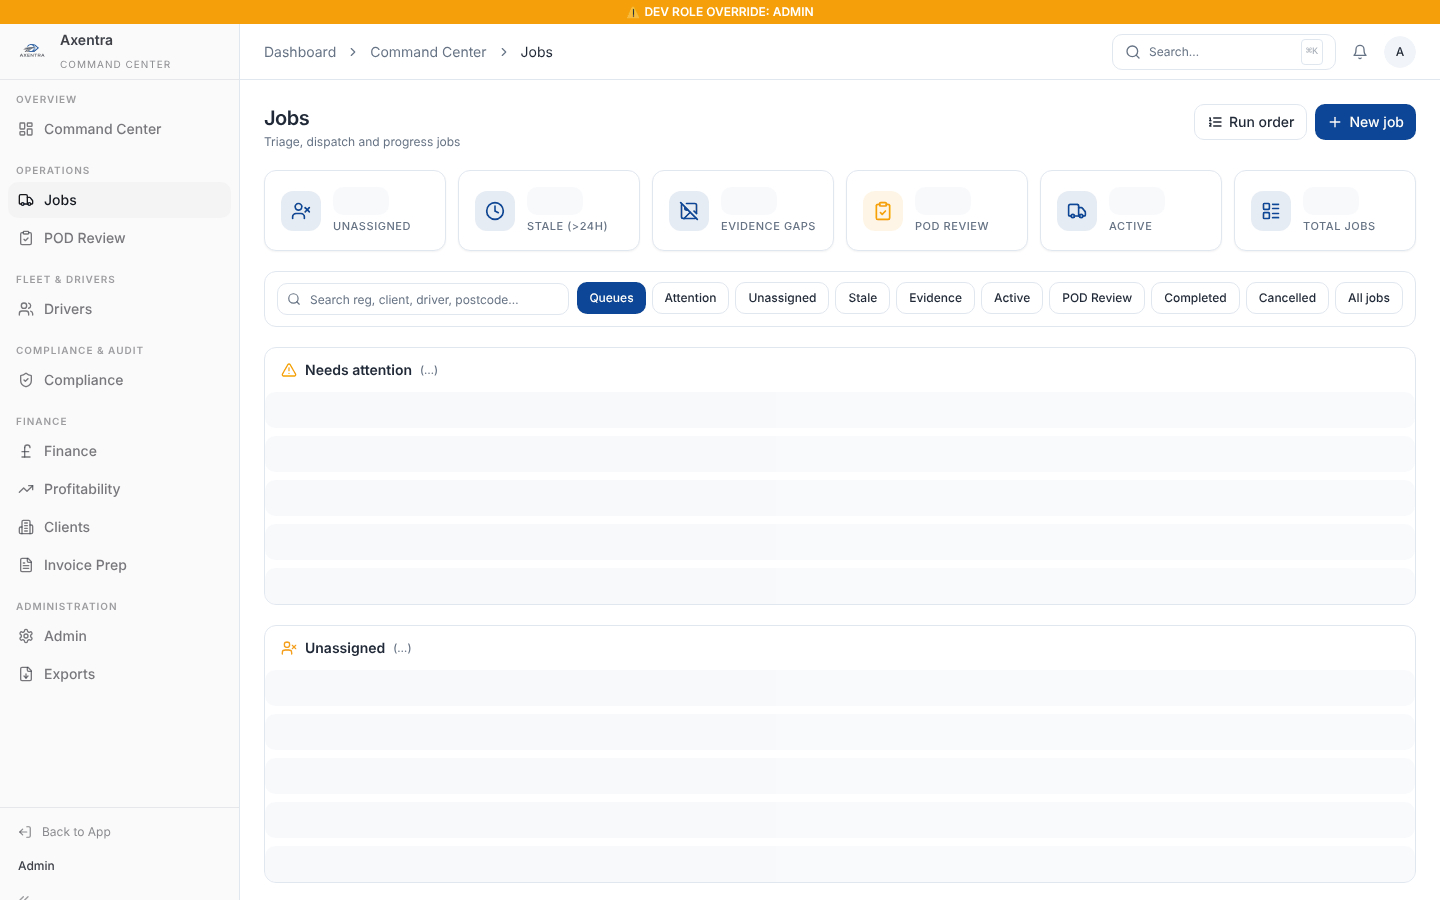 ⚠️ DEV ROLE OVERRIDE: ADMIN
AXENTRA
Axentra
COMMAND CENTER
OVERVIEW
Command Center
OPERATIONS
Jobs
POD Review
FLEET & DRIVERS
Drivers
COMPLIANCE & AUDIT
Compliance
FINANCE
Finance
Profitability
Clients
Invoice Prep
ADMINISTRATION
Admin
Exports
Back to App
Admin
Dashboard > Command Center > Jobs
Search...
⌘K
A
Jobs
Triage, dispatch and progress jobs
Run order
New job
UNASSIGNED
STALE (>24H)
EVIDENCE GAPS
POD REVIEW
ACTIVE
TOTAL JOBS
Search reg, client, driver, postcode...
Queues
Attention
Unassigned
Stale
Evidence
Active
POD Review
Completed
Cancelled
All jobs
Needs attention (...)
Unassigned (...)